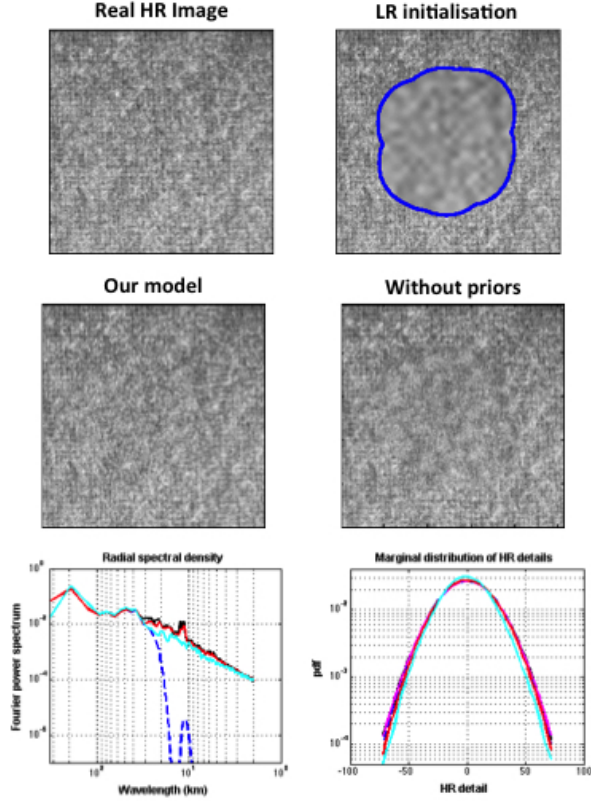 Real HR Image
LR initialisation
Our model
Without priors
Radial spectral density
Fourier power spectrum
Wavelength (km)
Marginal distribution of HR details
pdf
-100
-50
0
50
100
HR detail